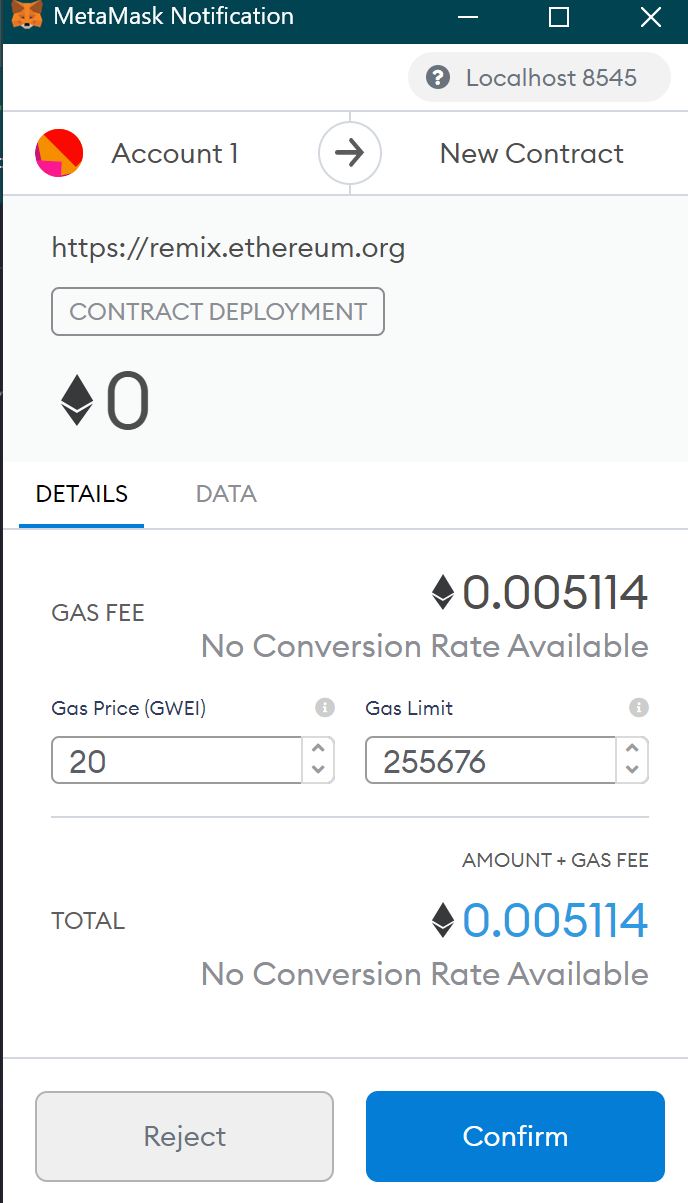 MetaMask Notification
Localhost 8545
Account 1
New Contract
https://remix.ethereum.org
CONTRACT DEPLOYMENT
0
DETAILS DATA
GAS FEE
0.005114
No Conversion Rate Available
Gas Price (GWEI)
Gas Limit
20
255676
AMOUNT + GAS FEE
TOTAL
0.005114
No Conversion Rate Available
Reject
Confirm